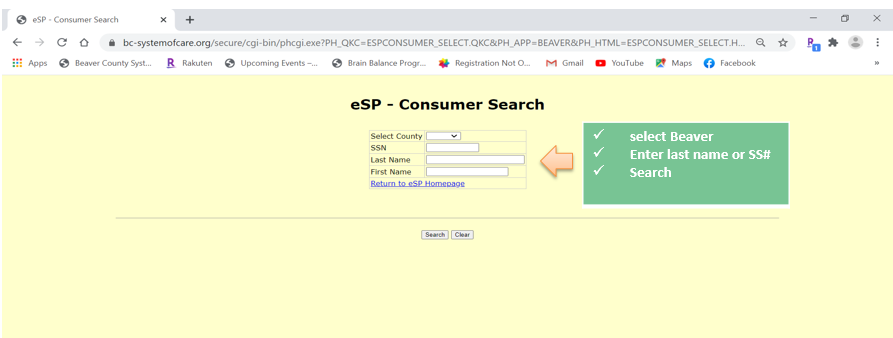 eSP - Consumer Search
bc-systemofcare.org/secure/cgi-bin/phcgi.exe?PH_QKC=ESPCONSUMER_SELECT.QKC&PH_APP=BEAVER&PH_HTML=ESPCONSUMER_SELECT.H...
Apps Beaver County Syst... R Rakuten Upcoming Events –... Brain Balance Progr... Registration Not O... Gmail YouTube Maps Facebook »
eSP - Consumer Search
Select County
SSN
Last Name
First Name
Return to eSP Homepage
✓ select Beaver
✓ Enter last name or SS#
✓ Search
Search Clear